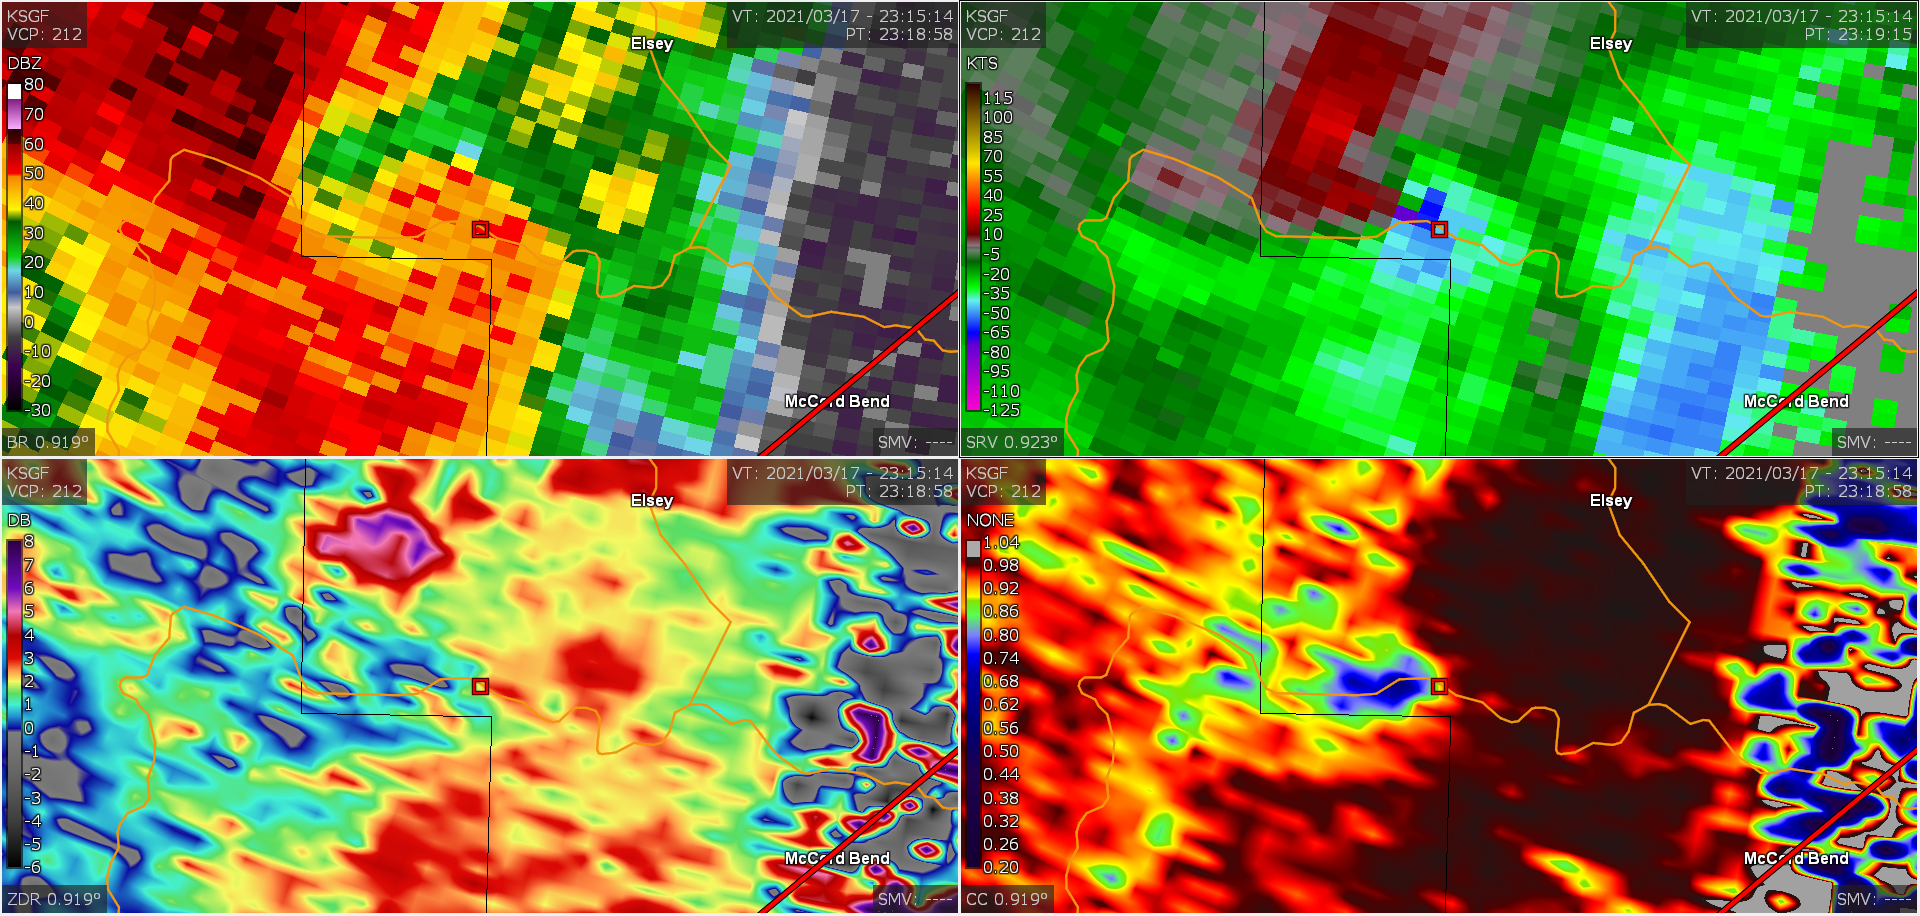 KSGF
VCP: 212
VT: 2021/03/17 - 23:15:14
PT: 23:18:58
Elsey
DBZ
80
70
60
50
40
30
20
10
0
-10
-20
-30
McCord Bend
BR 0.919°
SMV: ----
KSGF
VCP: 212
VT: 2021/03/17 - 23:15:14
PT: 23:19:15
Elsey
KTS
115
100
85
70
55
40
25
10
-5
-20
-35
-50
-65
-80
-95
-110
-125
McCord Bend
SRV 0.923°
SMV: ----
KSGF
VCP: 212
VT: 2021/03/17 - 23:15:14
PT: 23:18:58
Elsey
DB
8
7
6
5
4
3
2
1
0
-1
-2
-3
-4
-5
-6
McCord Bend
ZDR 0.919°
SMV: ----
KSGF
VCP: 212
VT: 2021/03/17 - 23:15:14
PT: 23:18:58
Elsey
NONE
1.04
0.98
0.92
0.86
0.80
0.74
0.68
0.62
0.56
0.50
0.44
0.38
0.32
0.26
0.20
McCord Bend
CC 0.919°
SMV: ----